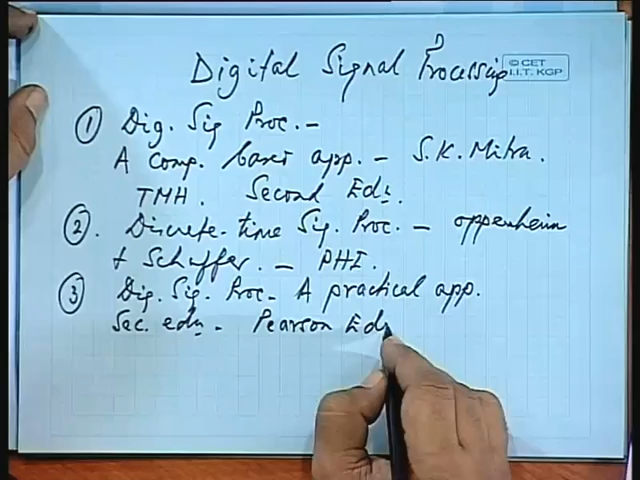 Digital Signal Processing
© CET
I.I.T. KGP
① Dig. Sig Proc. –
A Comp. based app. – S.K. Mitra.
TMH. Second Edn.
②. Discrete-time Sig. Proc. – oppenheim
+ Schaffer. – PHI.
③ Dig. Sig. Proc – A practical app.
Sec. edn. – Pearson Edn